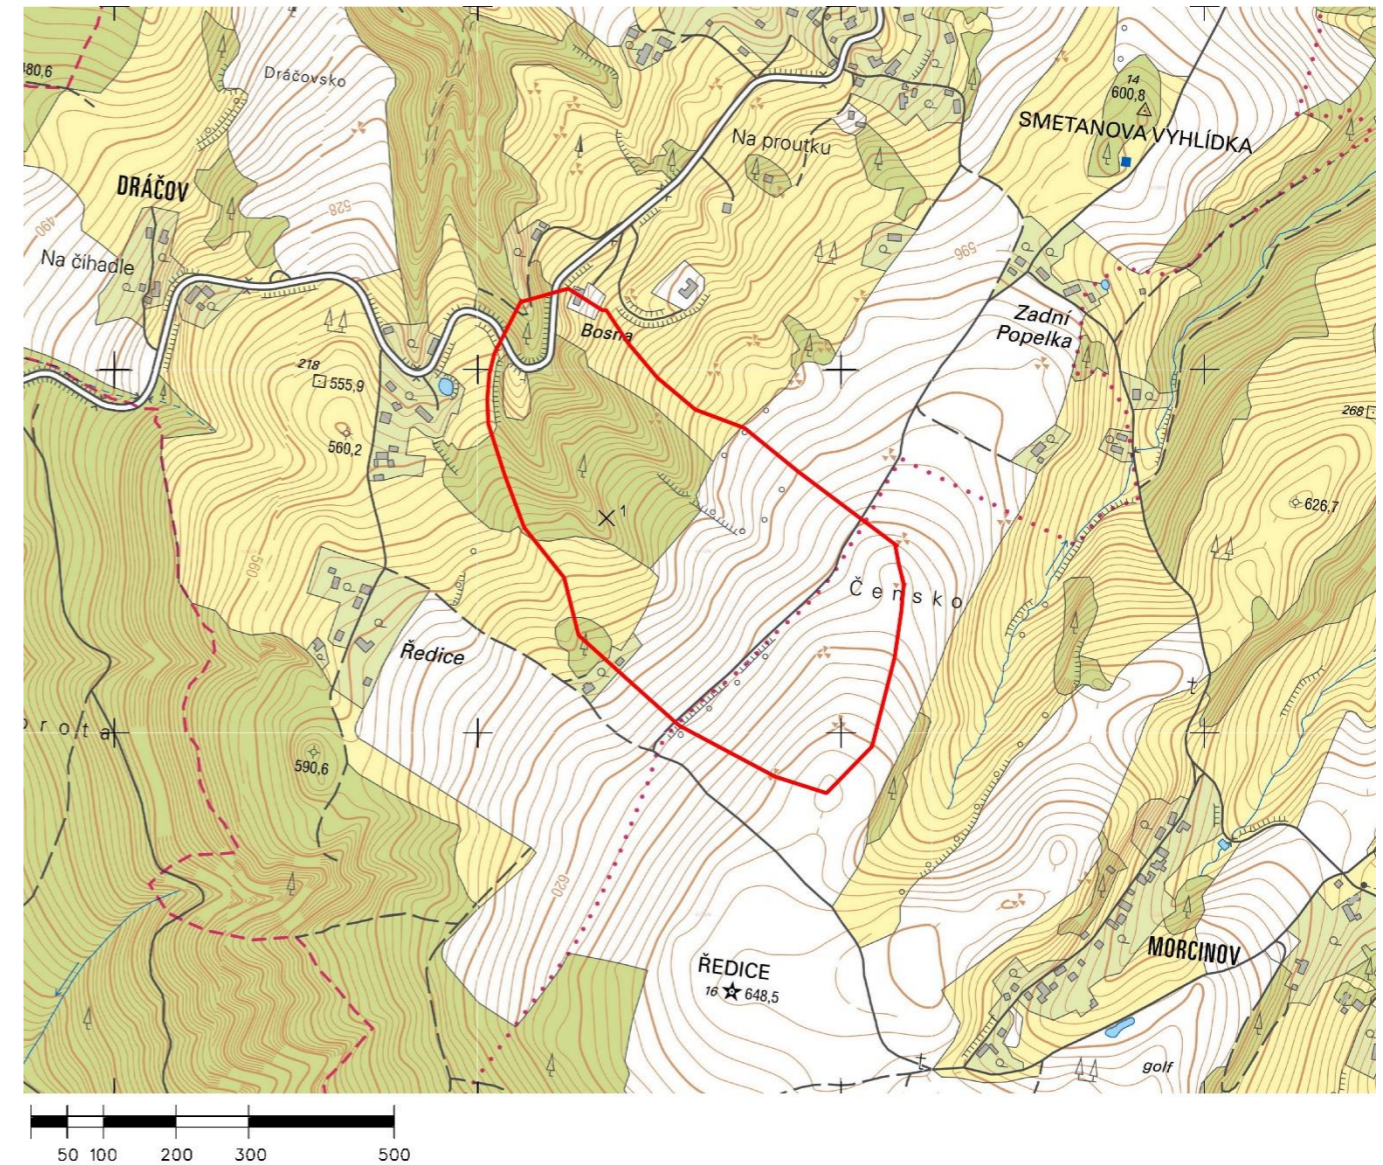 Dráčovsko
480,6
14
600,8
SMETANOVA VÝHLÍDKA
Na proutku
DRÁČOV
528
490
Na čihadle
596
Zadní
Popelka
Bosna
218
555,9
560,2
268
626,7
1
560
Čensko
Ředice
590,6
620
ŘEDICE
16
648,5
MORCINOV
golf
50 100 200 300 500